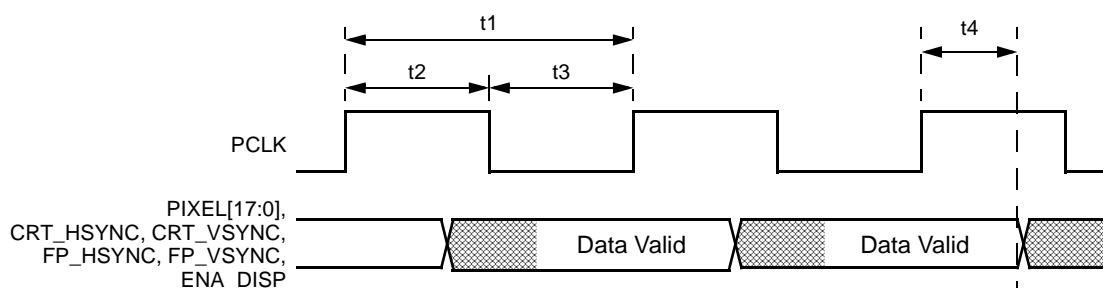 t1
t4
t2
t3
PCLK
PIXEL[17:0],
CRT_HSYNC, CRT_VSYNC,
FP_HSYNC, FP_VSYNC,
ENA_DISP
Data Valid
Data Valid